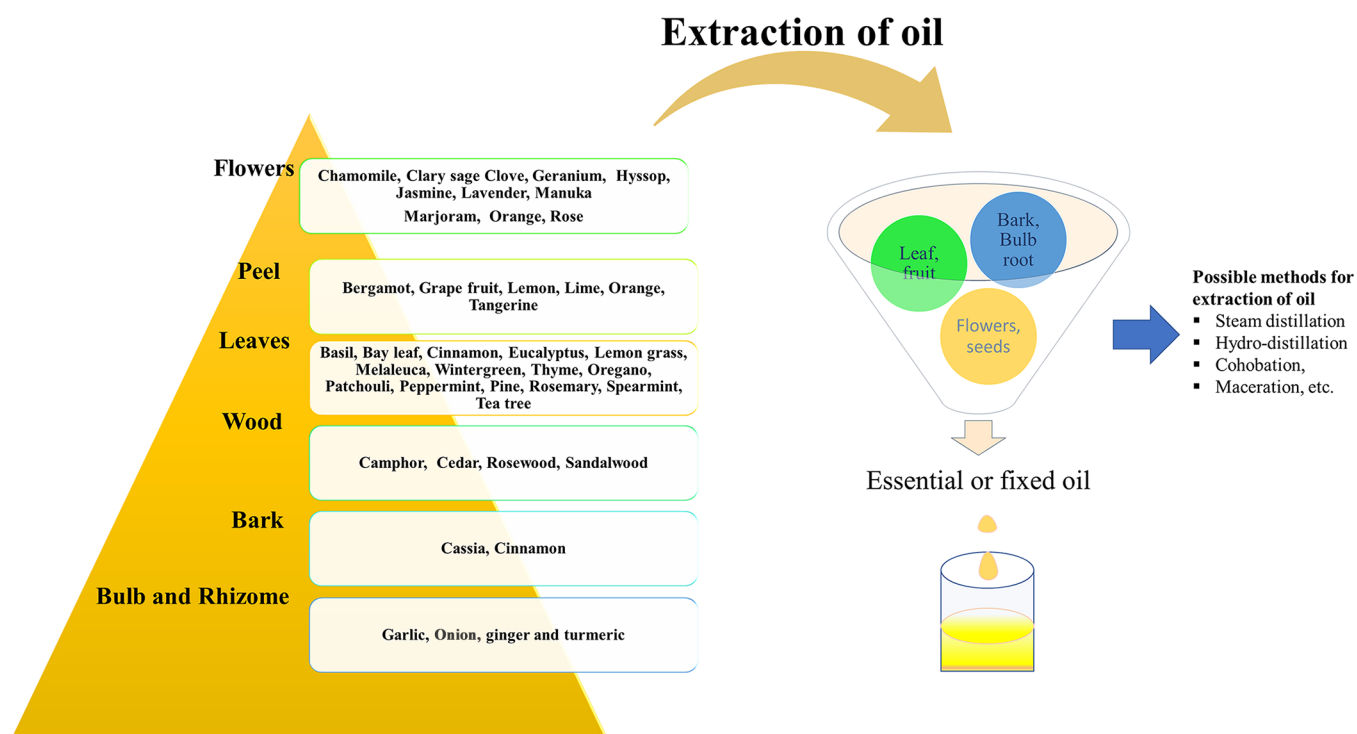 Extraction of oil
Flowers
Chamomile, Clary sage Clove, Geranium, Hyssop,
Jasmine, Lavender, Manuka
Marjoram, Orange, Rose
Peel
Bergamot, Grape fruit, Lemon, Lime, Orange,
Tangerine
Leaves
Basil, Bay leaf, Cinnamon, Eucalyptus, Lemon grass,
Melaleuca, Wintergreen, Thyme, Oregano,
Patchouli, Peppermint, Pine, Rosemary, Spearmint,
Tea tree
Wood
Camphor, Cedar, Rosewood, Sandalwood
Bark
Cassia, Cinnamon
Bulb and Rhizome
Garlic, Onion, ginger and turmeric
Leaf,
fruit
Bark,
Bulb
root
Flowers,
seeds
Essential or fixed oil
Possible methods for
extraction of oil
▪ Steam distillation
▪ Hydro-distillation
▪ Cohobation,
▪ Maceration, etc.